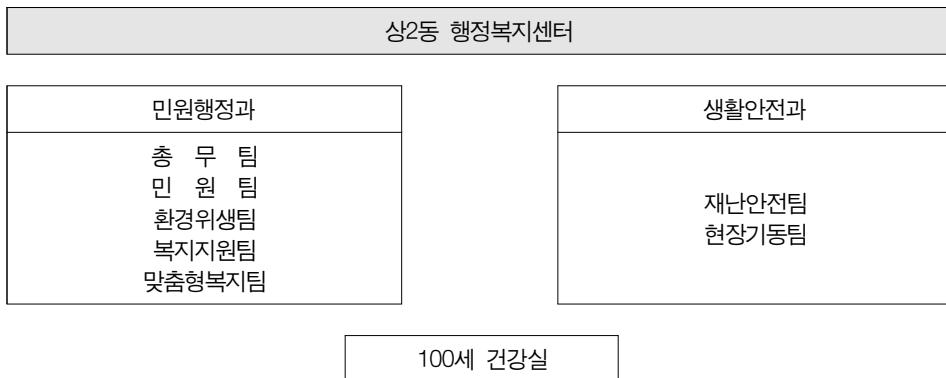 상2동 행정복지센터
민원행정과
총 무 팀
민 원 팀
환경위생팀
복지지원팀
맞춤형복지팀
생활안전과
재난안전팀
현장기동팀
100세 건강실